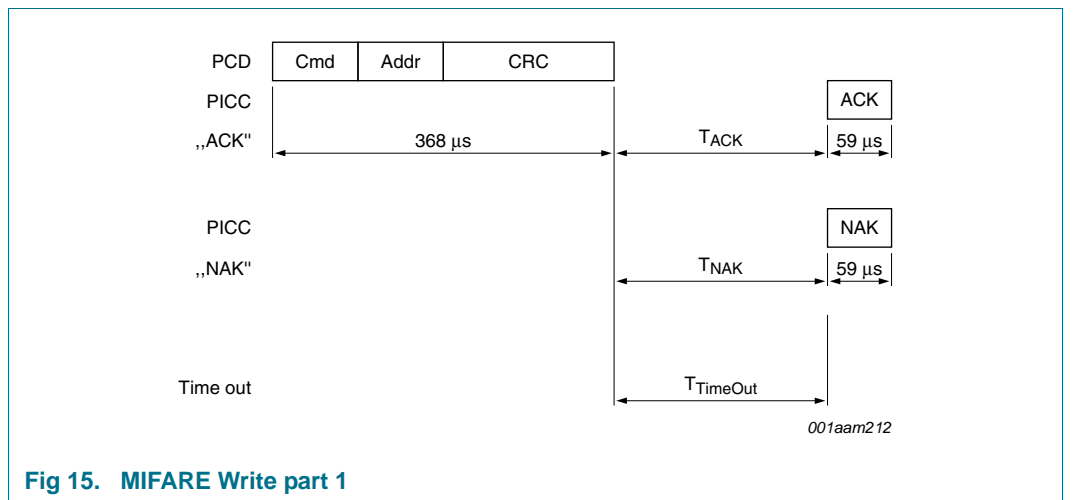 PCD Cmd Addr CRC
PICC ACK
,,ACK" 368 μs TACK 59 μs
PICC NAK
,,NAK" TNAK 59 μs
Time out TTimeOut
001aam212
Fig 15. MIFARE Write part 1